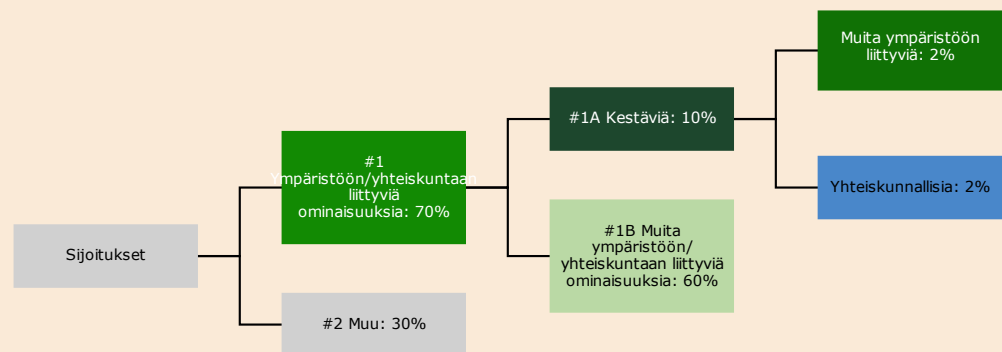 Sijoitukset
#1
Ympäristöön/yhteiskuntaan
liittyviä
ominaisuuksia: 70%
#2 Muu: 30%
#1A Kestäviä: 10%
#1B Muita
ympäristöön/
yhteiskuntaan liittyviä
ominaisuuksia: 60%
Muita ympäristöön
liittyviä: 2%
Yhteiskunnallisia: 2%